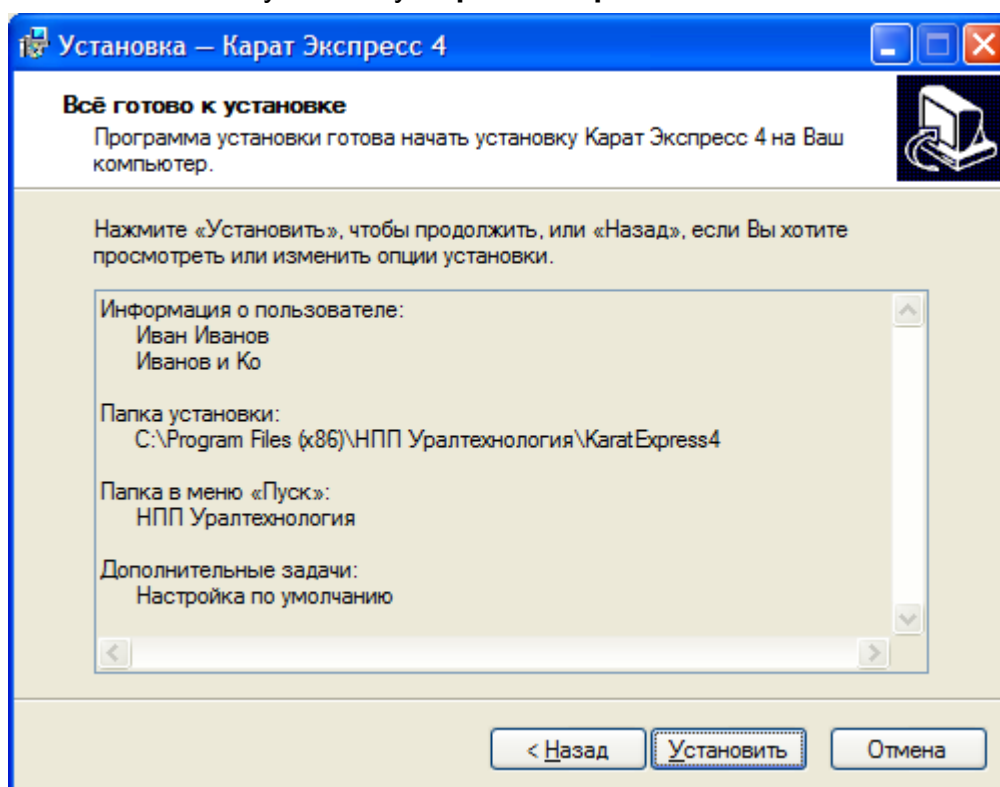 Установка — Карат Экспресс 4
Всё готово к установке
Программа установки готова начать установку Карат Экспресс 4 на Ваш
компьютер.
Нажмите «Установить», чтобы продолжить, или «Назад», если Вы хотите
просмотреть или изменить опции установки.
Информация о пользователе:
Иван Иванов
Иванов и Ко
Папка установки:
C:\Program Files (x86)\НПП Уралтехнология\KaratExpress4
Папка в меню «Пуск»:
НПП Уралтехнология
Дополнительные задачи:
Настройка по умолчанию
< Назад Установить Отмена